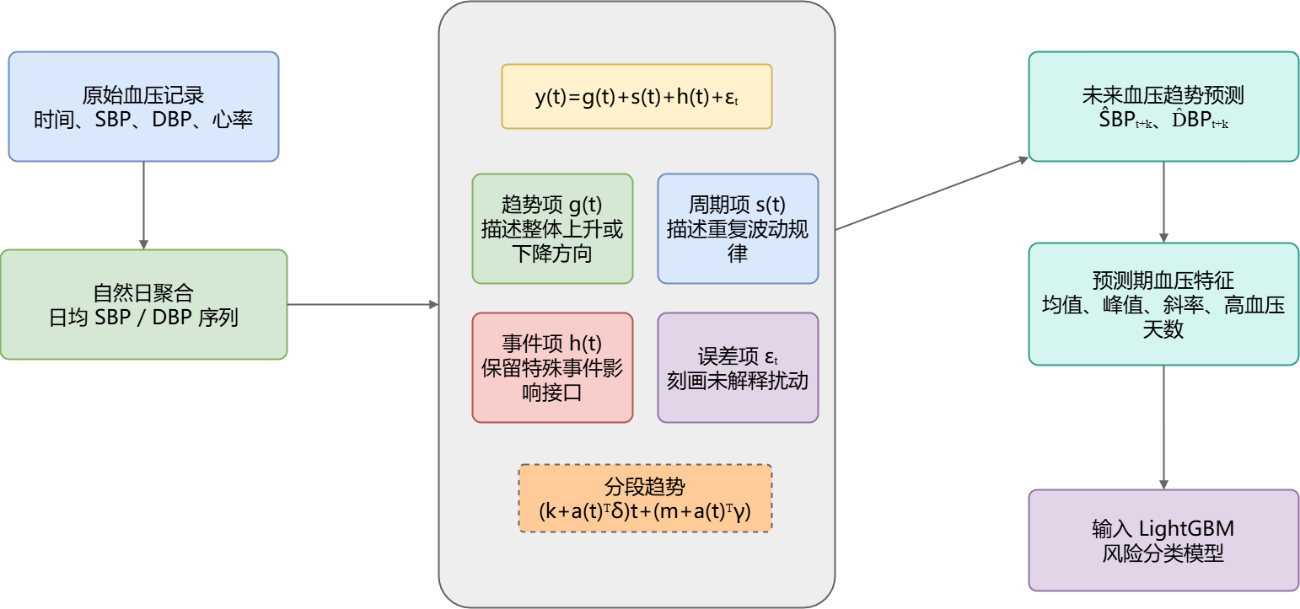 原始血压记录
时间、SBP、DBP、心率
自然日聚合
日均 SBP / DBP 序列
y(t)=g(t)+s(t)+h(t)+εₜ
趋势项 g(t)
描述整体上升或
下降方向
周期项 s(t)
描述重复波动规
律
事件项 h(t)
保留特殊事件影
响接口
误差项 εₜ
刻画未解释扰动
分段趋势
(k+a(t)ᵀδ)t+(m+a(t)ᵀγ)
未来血压趋势预测
ŜBPₜ₊ₖ、D̂BPₜ₊ₖ
预测期血压特征
均值、峰值、斜率、高血压
天数
输入 LightGBM
风险分类模型